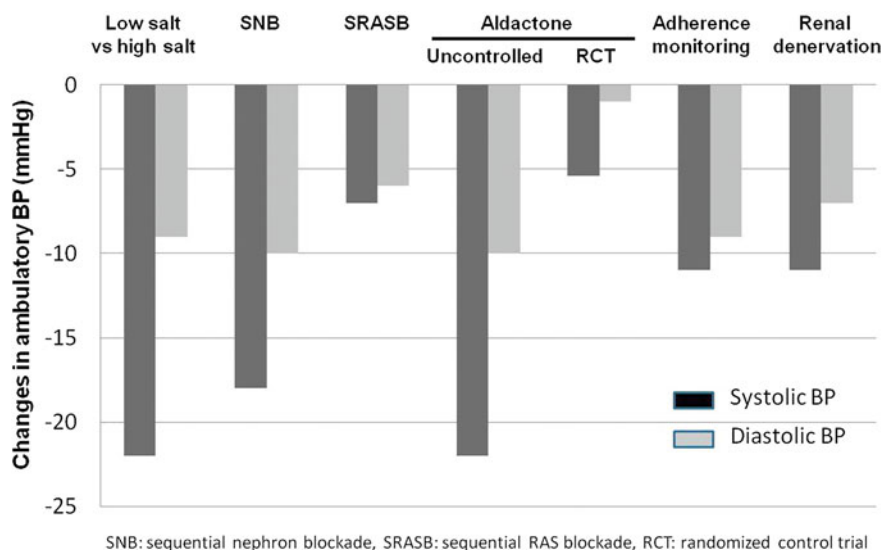 Low salt
vs high salt
SNB
SRASB
Aldactone
Uncontrolled
RCT
Adherence
monitoring
Renal
denervation
Changes in ambulatory BP (mmHg)
0
-5
-10
-15
-20
-25
Systolic BP
Diastolic BP
SNB: sequential nephron blockade, SRASB: sequential RAS blockade, RCT: randomized control trial